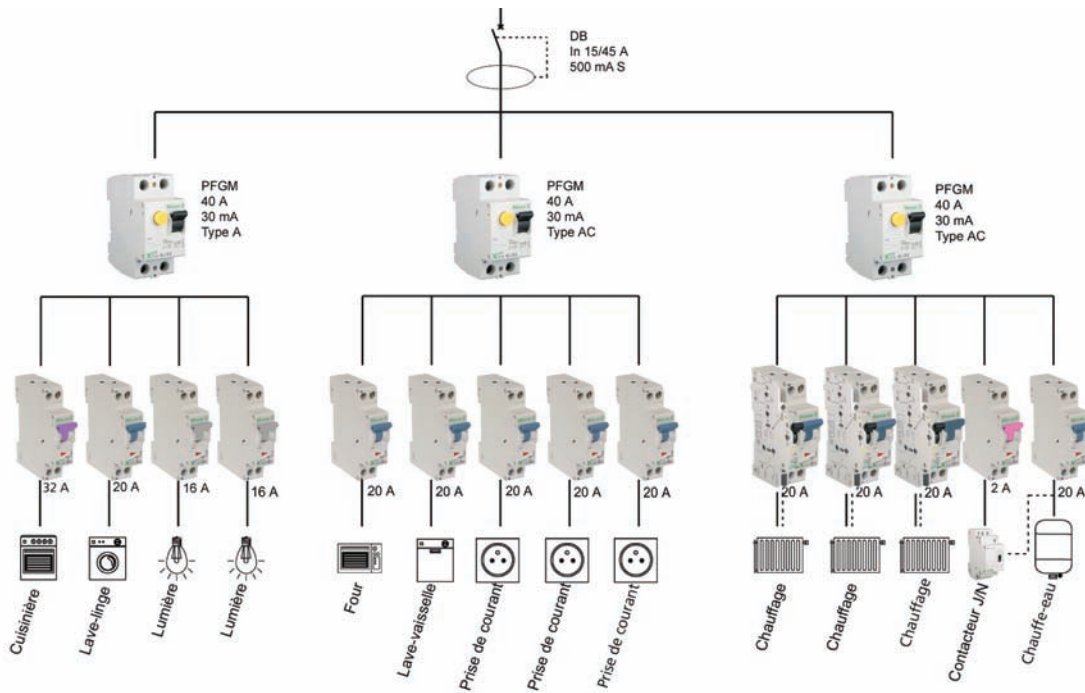 DB
In 15/45 A
500 mA S
PFGM
40 A
30 mA
Type A
PFGM
40 A
30 mA
Type AC
PFGM
40 A
30 mA
Type AC
32 A
20 A
16 A
16 A
20 A
20 A
20 A
20 A
20 A
20 A
20 A
20 A
2 A
20 A
Cuisinière
Lave-linge
Lumière
Lumière
Four
Lave-vaisselle
Prise de courant
Prise de courant
Prise de courant
Chauffage
Chauffage
Chauffage
Contacteur J/N
Chauffe-eau